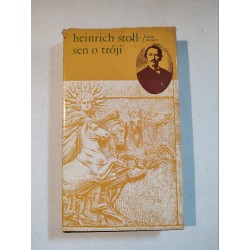 heinrich stoll /
sen o tróji